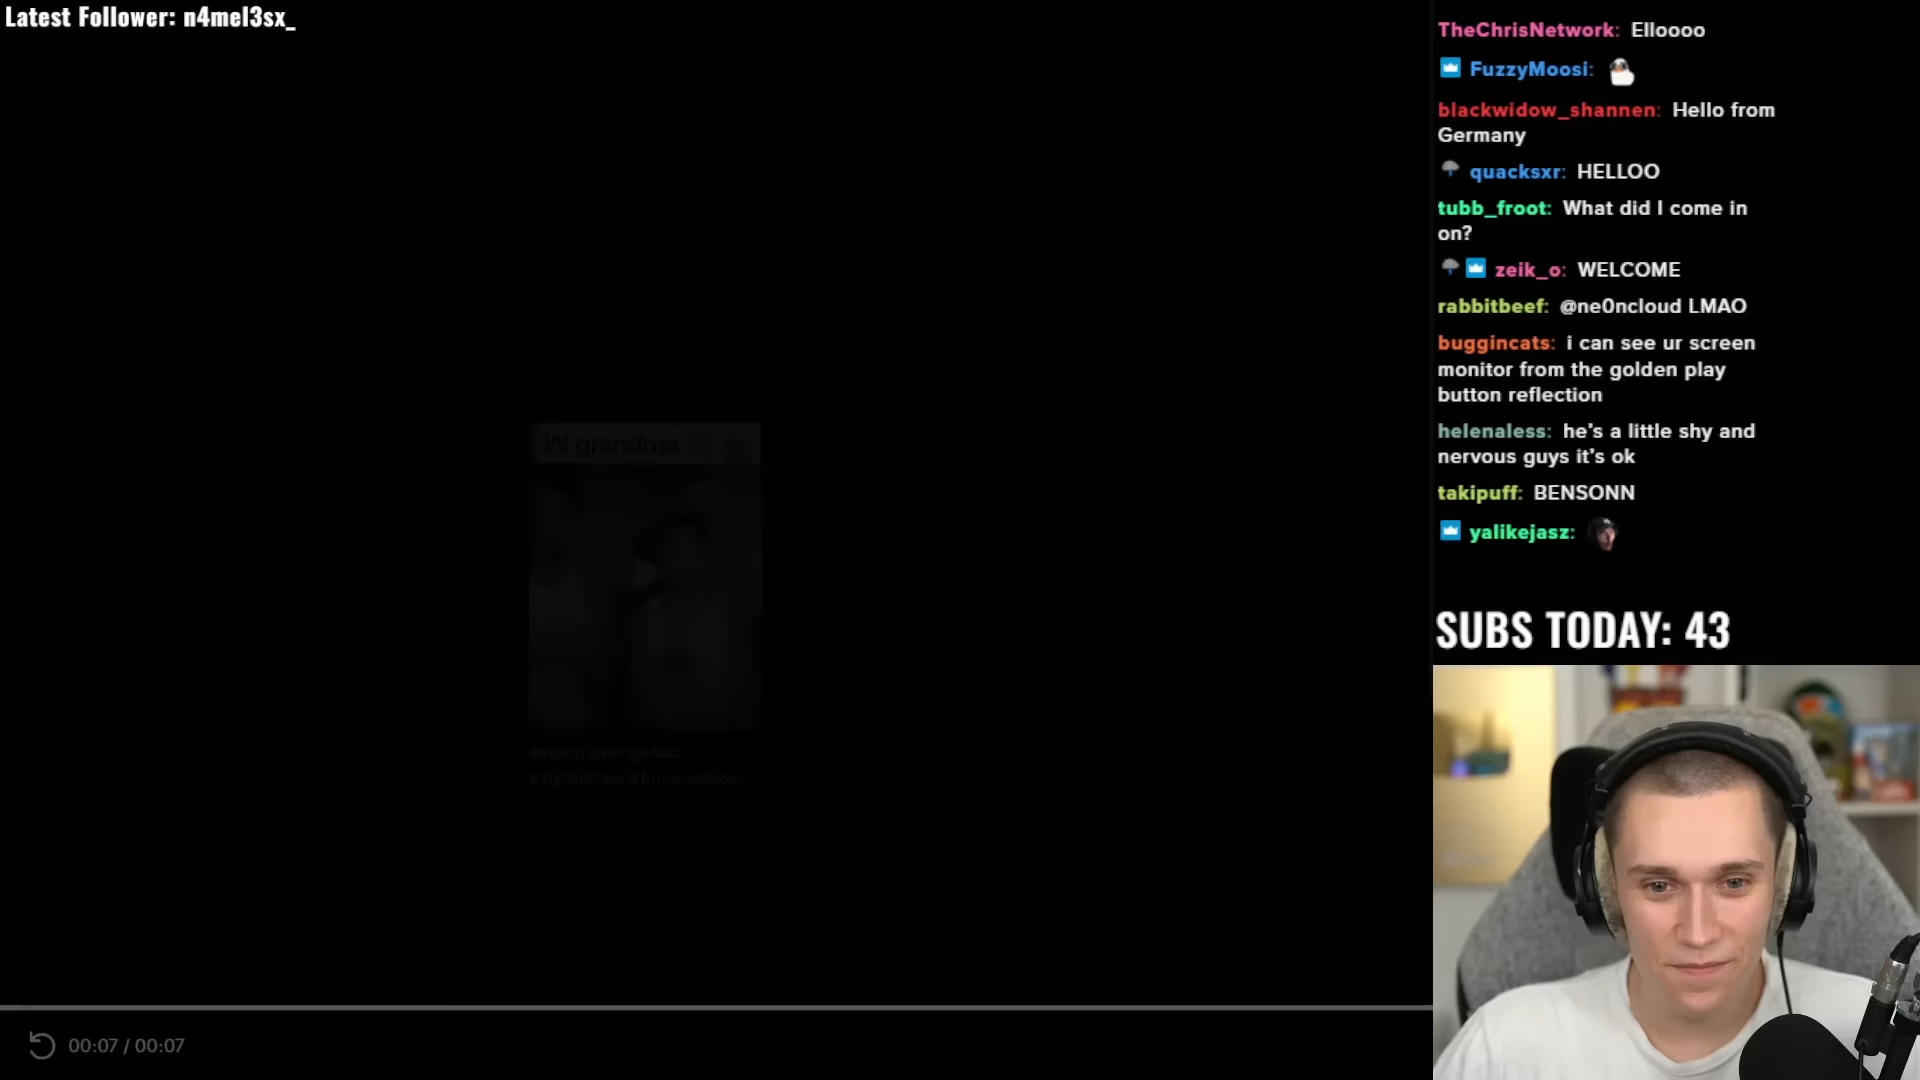 Latest Follower: n4mel3sx_
TheChrisNetwork: Elloooo
FuzzyMoosi:
blackwidow_shannen: Hello from
Germany
quacksxr: HELLOO
tubb_froot: What did I come in
on?
zeik_o: WELCOME
rabbitbeef: @ne0ncloud LMAO
buggincats: i can see ur screen
monitor from the golden play
button reflection
helenaless: he's a little shy and
nervous guys it's ok
takipuff: BENSONN
yalikejasz:
SUBS TODAY: 43
W grandma
00:07 / 00:07